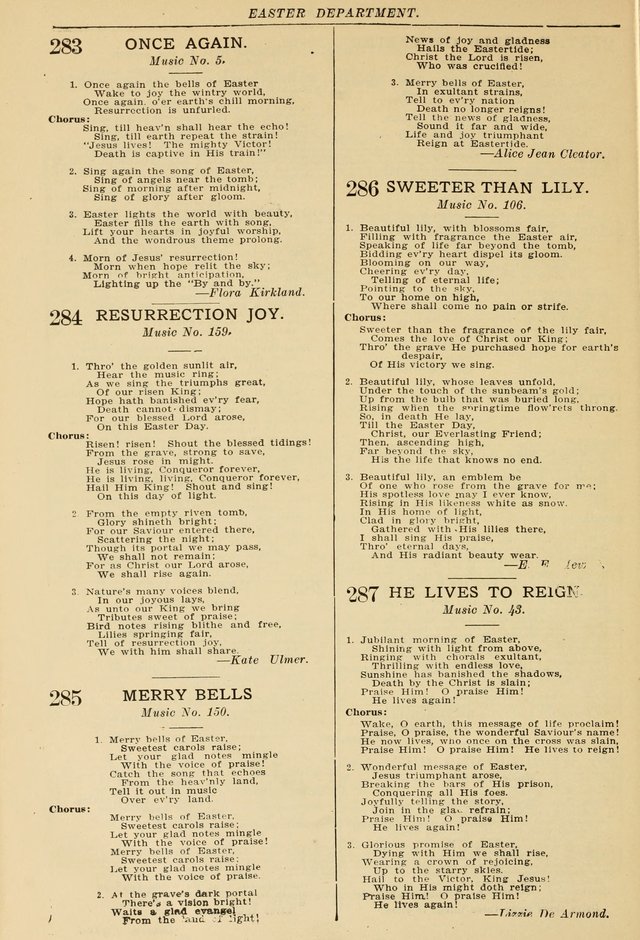 EASTER DEPARTMENT.
283 ONCE AGAIN.
Music No. 5.
1. Once again the bells of Easter
Wake to joy the wintry world,
Once again, o'er earth's chill morning,
Resurrection is unfurled.
Chorus:
Sing, till heav'n shall hear the echo!
Sing, till earth repeat the strain!
"Jesus lives! The mighty Victor!
Death is captive in His train!"
2. Sing again the song of Easter,
Sing of angels near the tomb;
Sing of morning after midnight,
Sing of glory after gloom.
3. Easter lights the world with beauty,
Easter fills the earth with song,
Lift your hearts in joyful worship,
And the wondrous theme prolong.
4. Morn of Jesus' resurrection!
Morn when hope relit the sky;
Morn of bright anticipation,
Lighting up the "By and by."
—Flora Kirkland.
284 RESURRECTION JOY.
Music No. 159.
1. Thro' the golden sunlit air,
Hear the music ring;
As we sing the triumphs great,
Of our risen King;
Hope hath banished ev'ry fear,
Death cannot dismay;
For our blessed Lord arose,
On this Easter Day.
Chorus:
Risen! risen! Shout the blessed tidings!
From the grave, strong to save,
Jesus rose in might.
He is living, Conqueror forever,
He is living, living, Conqueror forever,
Hail Him King! Shout and sing!
On this day of light.
2 From the empty riven tomb,
Glory shineth bright;
For our Saviour entered there,
Scattering the night;
Though its portal we may pass,
We shall not remain;
For as Christ our Lord arose,
We shall rise again.
3. Nature's many voices blend,
In our joyous lays,
As unto our King we bring
Tributes sweet of praise;
Bird notes rising blithe and free,
Lilies springing fair,
Tell of resurrection joy,
We with him shall share.
—Kate Ulmer.
285 MERRY BELLS
Music No. 150.
1. Merry bells of Easter,
Sweetest carols raise;
Let your glad notes mingle
With the voice of praise!
Catch the song that echoes
From the heav'nly land,
Tell it out in music
Over ev'ry land.
Chorus:
Merry bells of Easter,
Sweetest carols raise;
Let your glad notes mingle
With the voice of praise!
Merry bells of Easter,
Sweetest carols raise;
Let your glad notes mingle
With the voice of praise.
2. At the grave's dark portal
There's a vision bright!
Waits a glad evangel
From the land of light!
News of joy and gladness
Hails the Eastertide;
Christ the Lord is risen,
Who was crucified!
3. Merry bells of Easter,
In exultant strains,
Tell to ev'ry nation
Death no longer reigns!
Tell the news of gladness,
Sound it far and wide,
Life and joy triumphant
Reign at Eastertide.
—Alice Jean Cleator.
286 SWEETER THAN LILY.
Music No. 106.
1. Beautiful lily, with blossoms fair,
Filling with fragrance the Easter air,
Speaking of life far beyond the tomb,
Bidding ev'ry heart dispel its gloom.
Blooming on our way,
Cheering ev'ry day,
Telling of eternal life;
Pointing to the sky,
To our home on high,
Where shall come no pain or strife.
Chorus:
Sweeter than the fragrance of the lily fair,
Comes the love of Christ our King;
Thro' the grave He purchased hope for earth's
despair,
Of His victory we sing.
2. Beautiful lily, whose leaves unfold,
Under the touch of the sunbeam's gold;
Up from the bulb that was buried long,
Rising when the springtime flow'rets throng.
So, in death He lay,
Till the Easter Day,
Christ, our Everlasting Friend;
Then, ascending high,
Far beyond the sky,
His the life that knows no end.
3. Beautiful lily, an emblem be
Of one who rose from the grave for me;
His spotless love may I ever know,
Rising in His likeness white as snow.
In His home of light,
Clad in glory bright,
Gathered with His lilies there,
I shall sing His praise,
Thro' eternal days,
And His radiant beauty wear.
—E. E.
287 HE LIVES TO REIGN
Music No. 43.
1. Jubilant morning of Easter,
Shining with light from above,
Ringing with chorals exultant,
Thrilling with endless love,
Sunshine has banished the shadows,
Death by the Christ is slain;
Praise Him! O praise Him!
He lives again!
Chorus:
Wake, O earth, this message of life proclaim!
Praise, O praise, the wonderful Saviour's name!
He now lives, who once on the cross was slain,
Praise Him! O praise Him! He lives to reign!
2. Wonderful message of Easter,
Jesus triumphant arose,
Breaking the bars of His prison,
Conquering all His foes.
Joyfully telling the story,
Join in the glad refrain;
Praise Him! O praise Him!
He lives again!
3. Glorious promise of Easter,
Dying with Him we shall rise,
Wearing a crown of rejoicing,
Up to the starry skies.
Hail to the Victor, King Jesus!
Who in His might doth reign;
Praise Him! O praise Him!
He lives again!
—Lizzie De Armond.